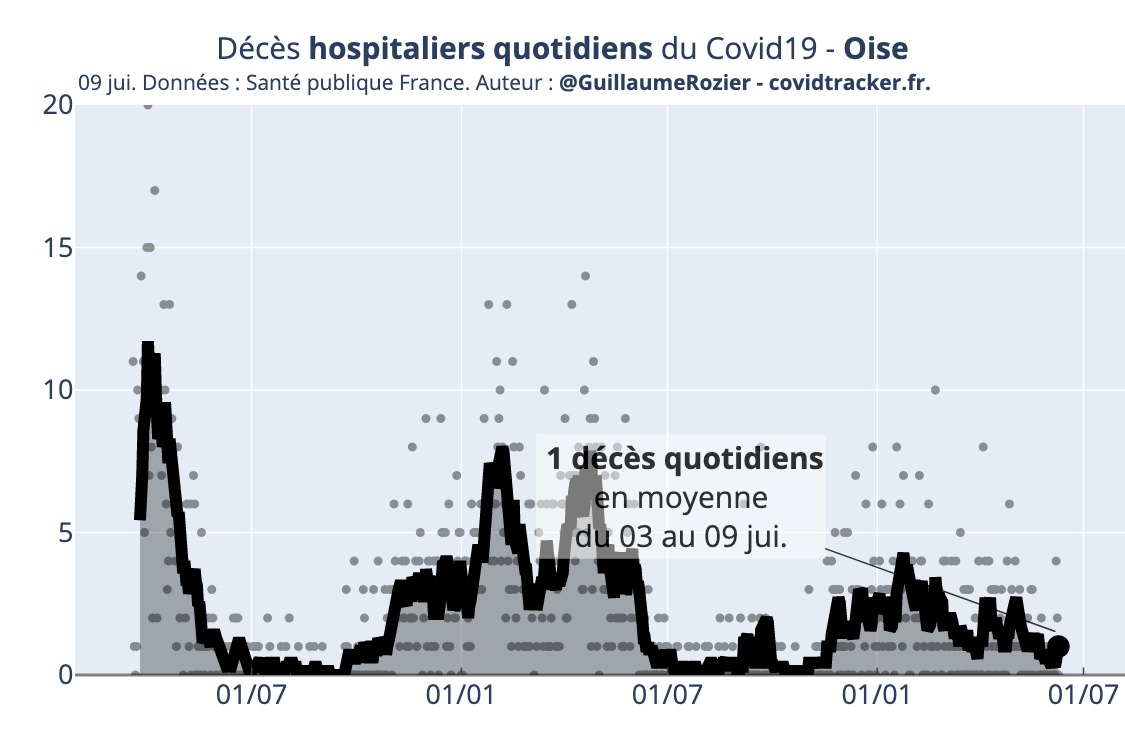 Décès hospitaliers quotidiens du Covid19 - Oise
09 jui. Données : Santé publique France. Auteur : @GuillaumeRozier - covidtracker.fr.
20
15
10
5
0
1 décès quotidiens
en moyenne
du 03 au 09 jui.
01/07 01/01 01/07 01/01 01/07